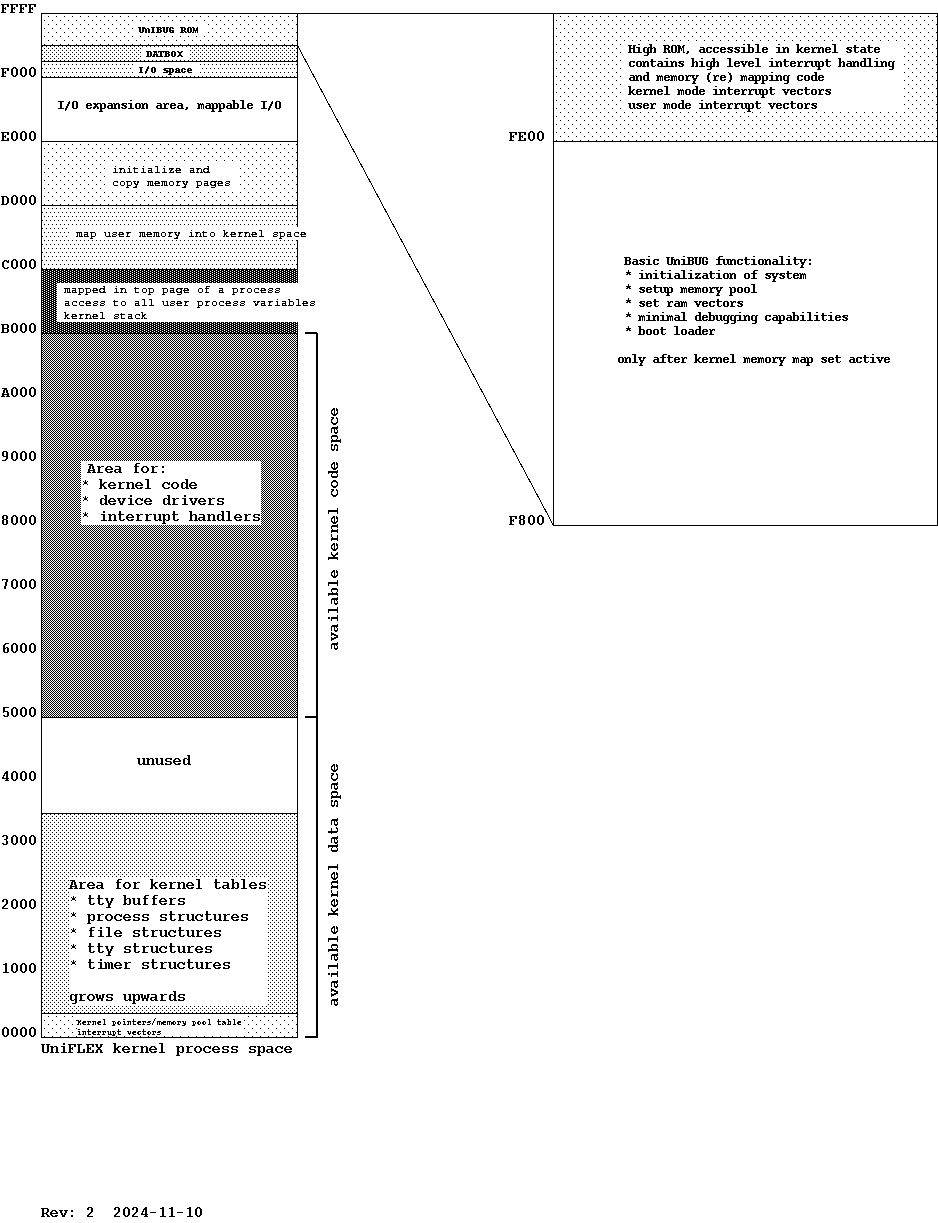 FFFF
UniBUG ROM
DATBOX
F000
I/O space
I/O expansion area, mappable I/O
E000
initialize and
copy memory pages
D000
map user memory into kernel space
C000
mapped in top page of a process
access to all user process variables
kernel stack
B000
A000
9000
Area for:
* kernel code
* device drivers
* interrupt handlers
8000
7000
6000
5000
available kernel code space
unused
4000
3000
Area for kernel tables
* tty buffers
2000
* process structures
* file structures
* tty structures
* timer structures
1000
grows upwards
available kernel data space
Kernel pointers/memory pool table
interrupt vectors
0000
UniFLEX kernel process space
High ROM, accessible in kernel state
contains high level interrupt handling
and memory (re) mapping code
kernel mode interrupt vectors
user mode interrupt vectors
FE00
Basic UniBUG functionality:
* initialization of system
* setup memory pool
* set ram vectors
* minimal debugging capabilities
* boot loader
only after kernel memory map set active
F800
Rev: 2 2024-11-10